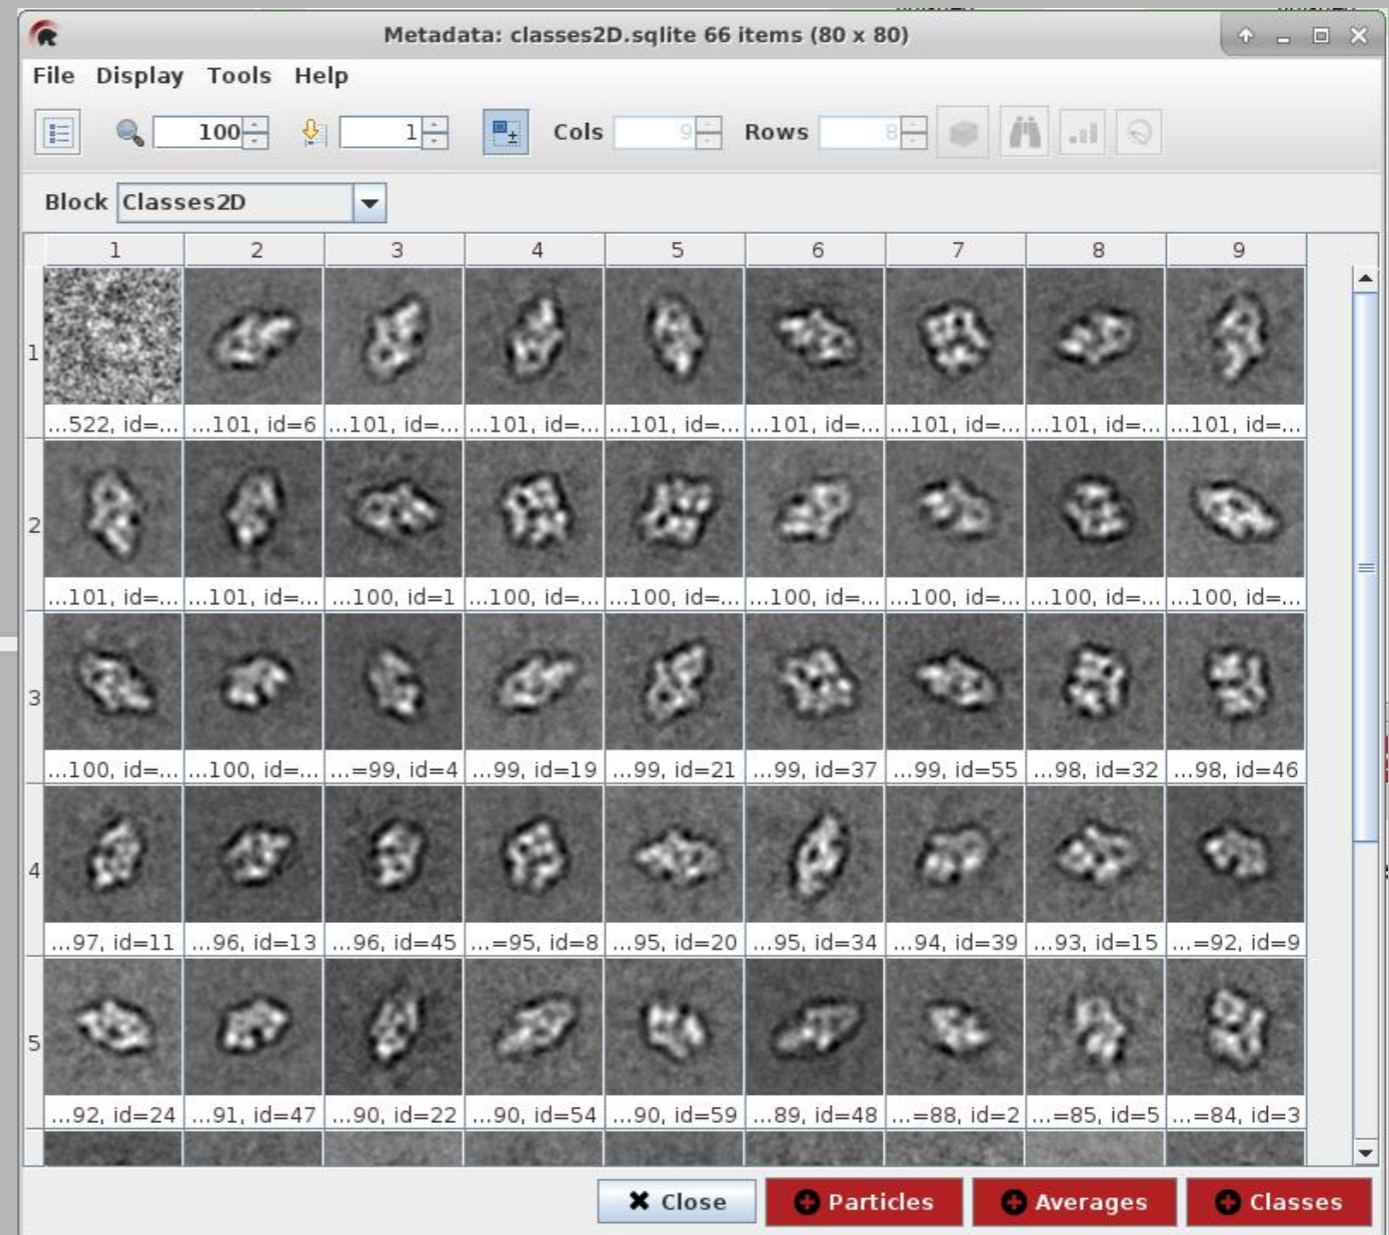 Metadata: classes2D.sqlite 66 items (80 x 80)
File Display Tools Help
100 1 Cols 9 Rows 8
Block Classes2D
1 2 3 4 5 6 7 8 9
1
...522, id=... ...101, id=6 ...101, id=... ...101, id=... ...101, id=... ...101, id=... ...101, id=... ...101, id=... ...101, id=...
2
...101, id=... ...101, id=... ...100, id=1 ...100, id=... ...100, id=... ...100, id=... ...100, id=... ...100, id=... ...100, id=...
3
...100, id=... ...100, id=... ...=99, id=4 ...99, id=19 ...99, id=21 ...99, id=37 ...99, id=55 ...98, id=32 ...98, id=46
4
...97, id=11 ...96, id=13 ...96, id=45 ...=95, id=8 ...95, id=20 ...95, id=34 ...94, id=39 ...93, id=15 ...=92, id=9
5
...92, id=24 ...91, id=47 ...90, id=22 ...90, id=54 ...90, id=59 ...89, id=48 ...=88, id=2 ...=85, id=5 ...=84, id=3
Close Particles Averages Classes